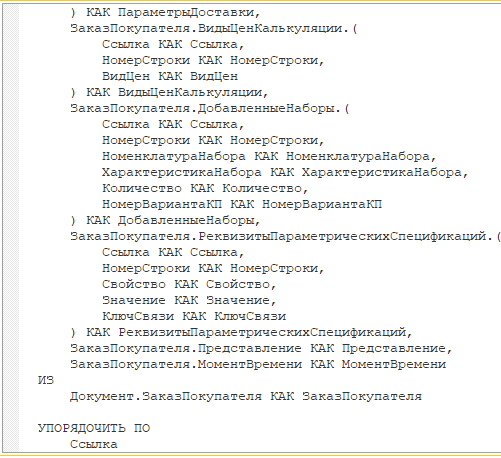 ) КАК ПараметрыДоставки,
ЗаказПокупателя.ВидыЦенКалькуляции.(
Ссылка КАК Ссылка,
НомерСтроки КАК НомерСтроки,
ВидЦен КАК ВидЦен
) КАК ВидыЦенКалькуляции,
ЗаказПокупателя.ДобавленныеНаборы.(
Ссылка КАК Ссылка,
НомерСтроки КАК НомерСтроки,
НоменклатураНабора КАК НоменклатураНабора,
ХарактеристикаНабора КАК ХарактеристикаНабора,
Количество КАК Количество,
НомерВариантаКП КАК НомерВариантаКП
) КАК ДобавленныеНаборы,
ЗаказПокупателя.РеквизитыПараметрическихСпецификаций.(
Ссылка КАК Ссылка,
НомерСтроки КАК НомерСтроки,
Свойство КАК Свойство,
Значение КАК Значение,
КлючСвязи КАК КлючСвязи
) КАК РеквизитыПараметрическихСпецификаций,
ЗаказПокупателя.Представление КАК Представление,
ЗаказПокупателя.МоментВремени КАК МоментВремени
ИЗ
Документ.ЗаказПокупателя КАК ЗаказПокупателя
УПОРЯДОЧИТЬ ПО
Ссылка